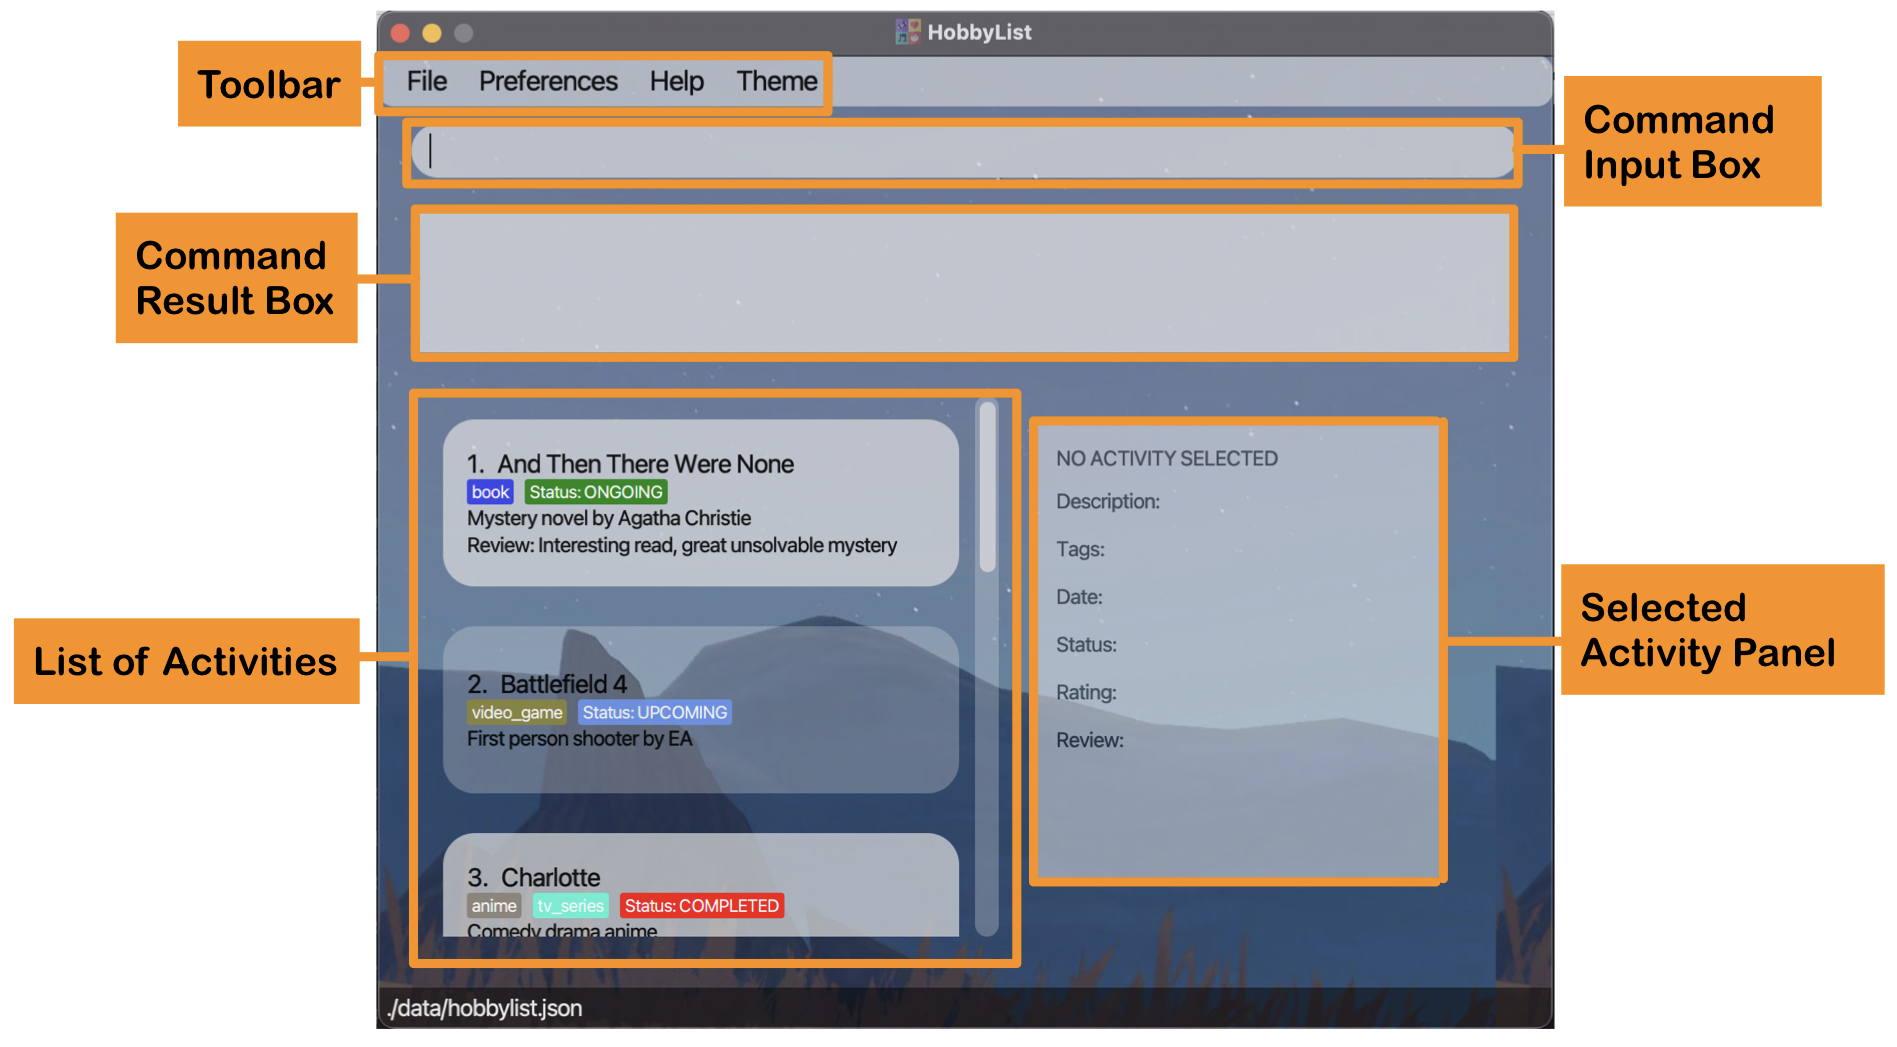 HobbyList
Toolbar
File Preferences Help Theme
Command
Input Box
Command
Result Box
List of Activities
1. And Then There Were None
book Status: ONGOING
Mystery novel by Agatha Christie
Review: Interesting read, great unsolvable mystery
2. Battlefield 4
video_game Status: UPCOMING
First person shooter by EA
3. Charlotte
anime tv_series Status: COMPLETED
Comedy drama anime
NO ACTIVITY SELECTED
Description:
Tags:
Date:
Status:
Rating:
Review:
Selected
Activity Panel
./data/hobbylist.json